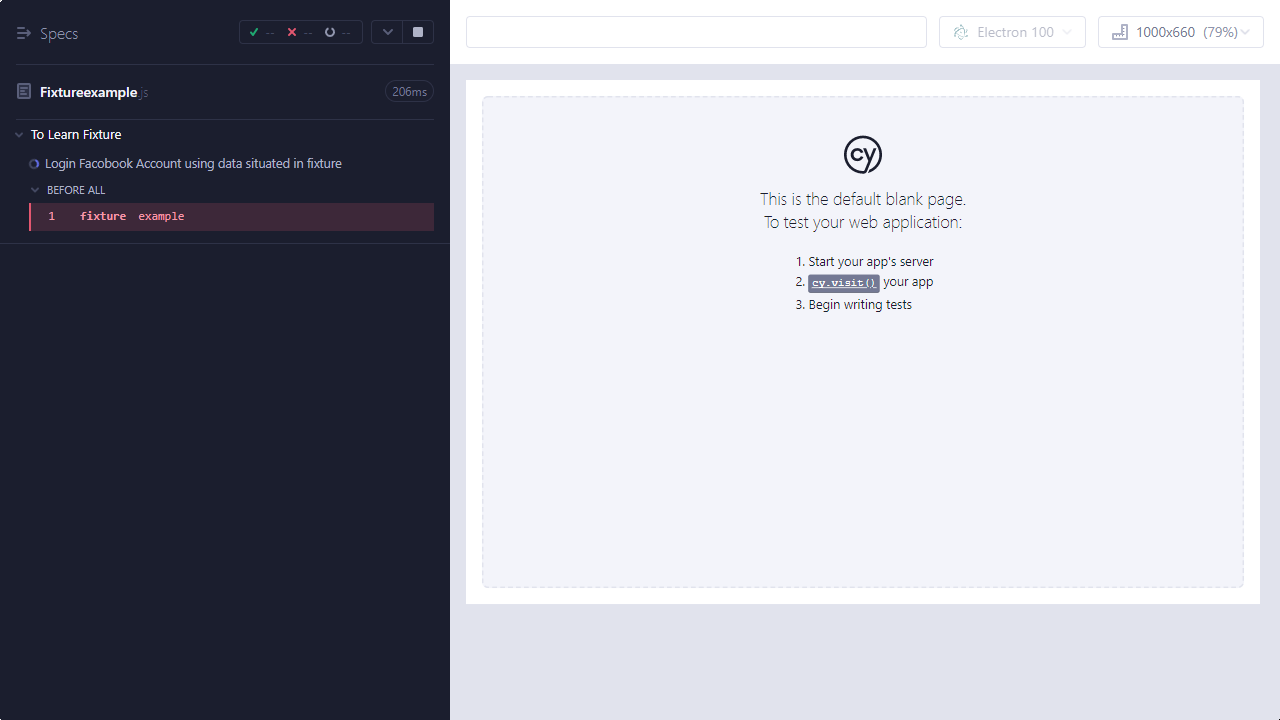 Specs
-- -- --
Fixtureexample.js 206ms
To Learn Fixture
Login Facobook Account using data situated in fixture
BEFORE ALL
1 fixture example
Electron 100
1000x660 (79%)
cy
This is the default blank page.
To test your web application:
1. Start your app's server
2. cy.visit() your app
3. Begin writing tests